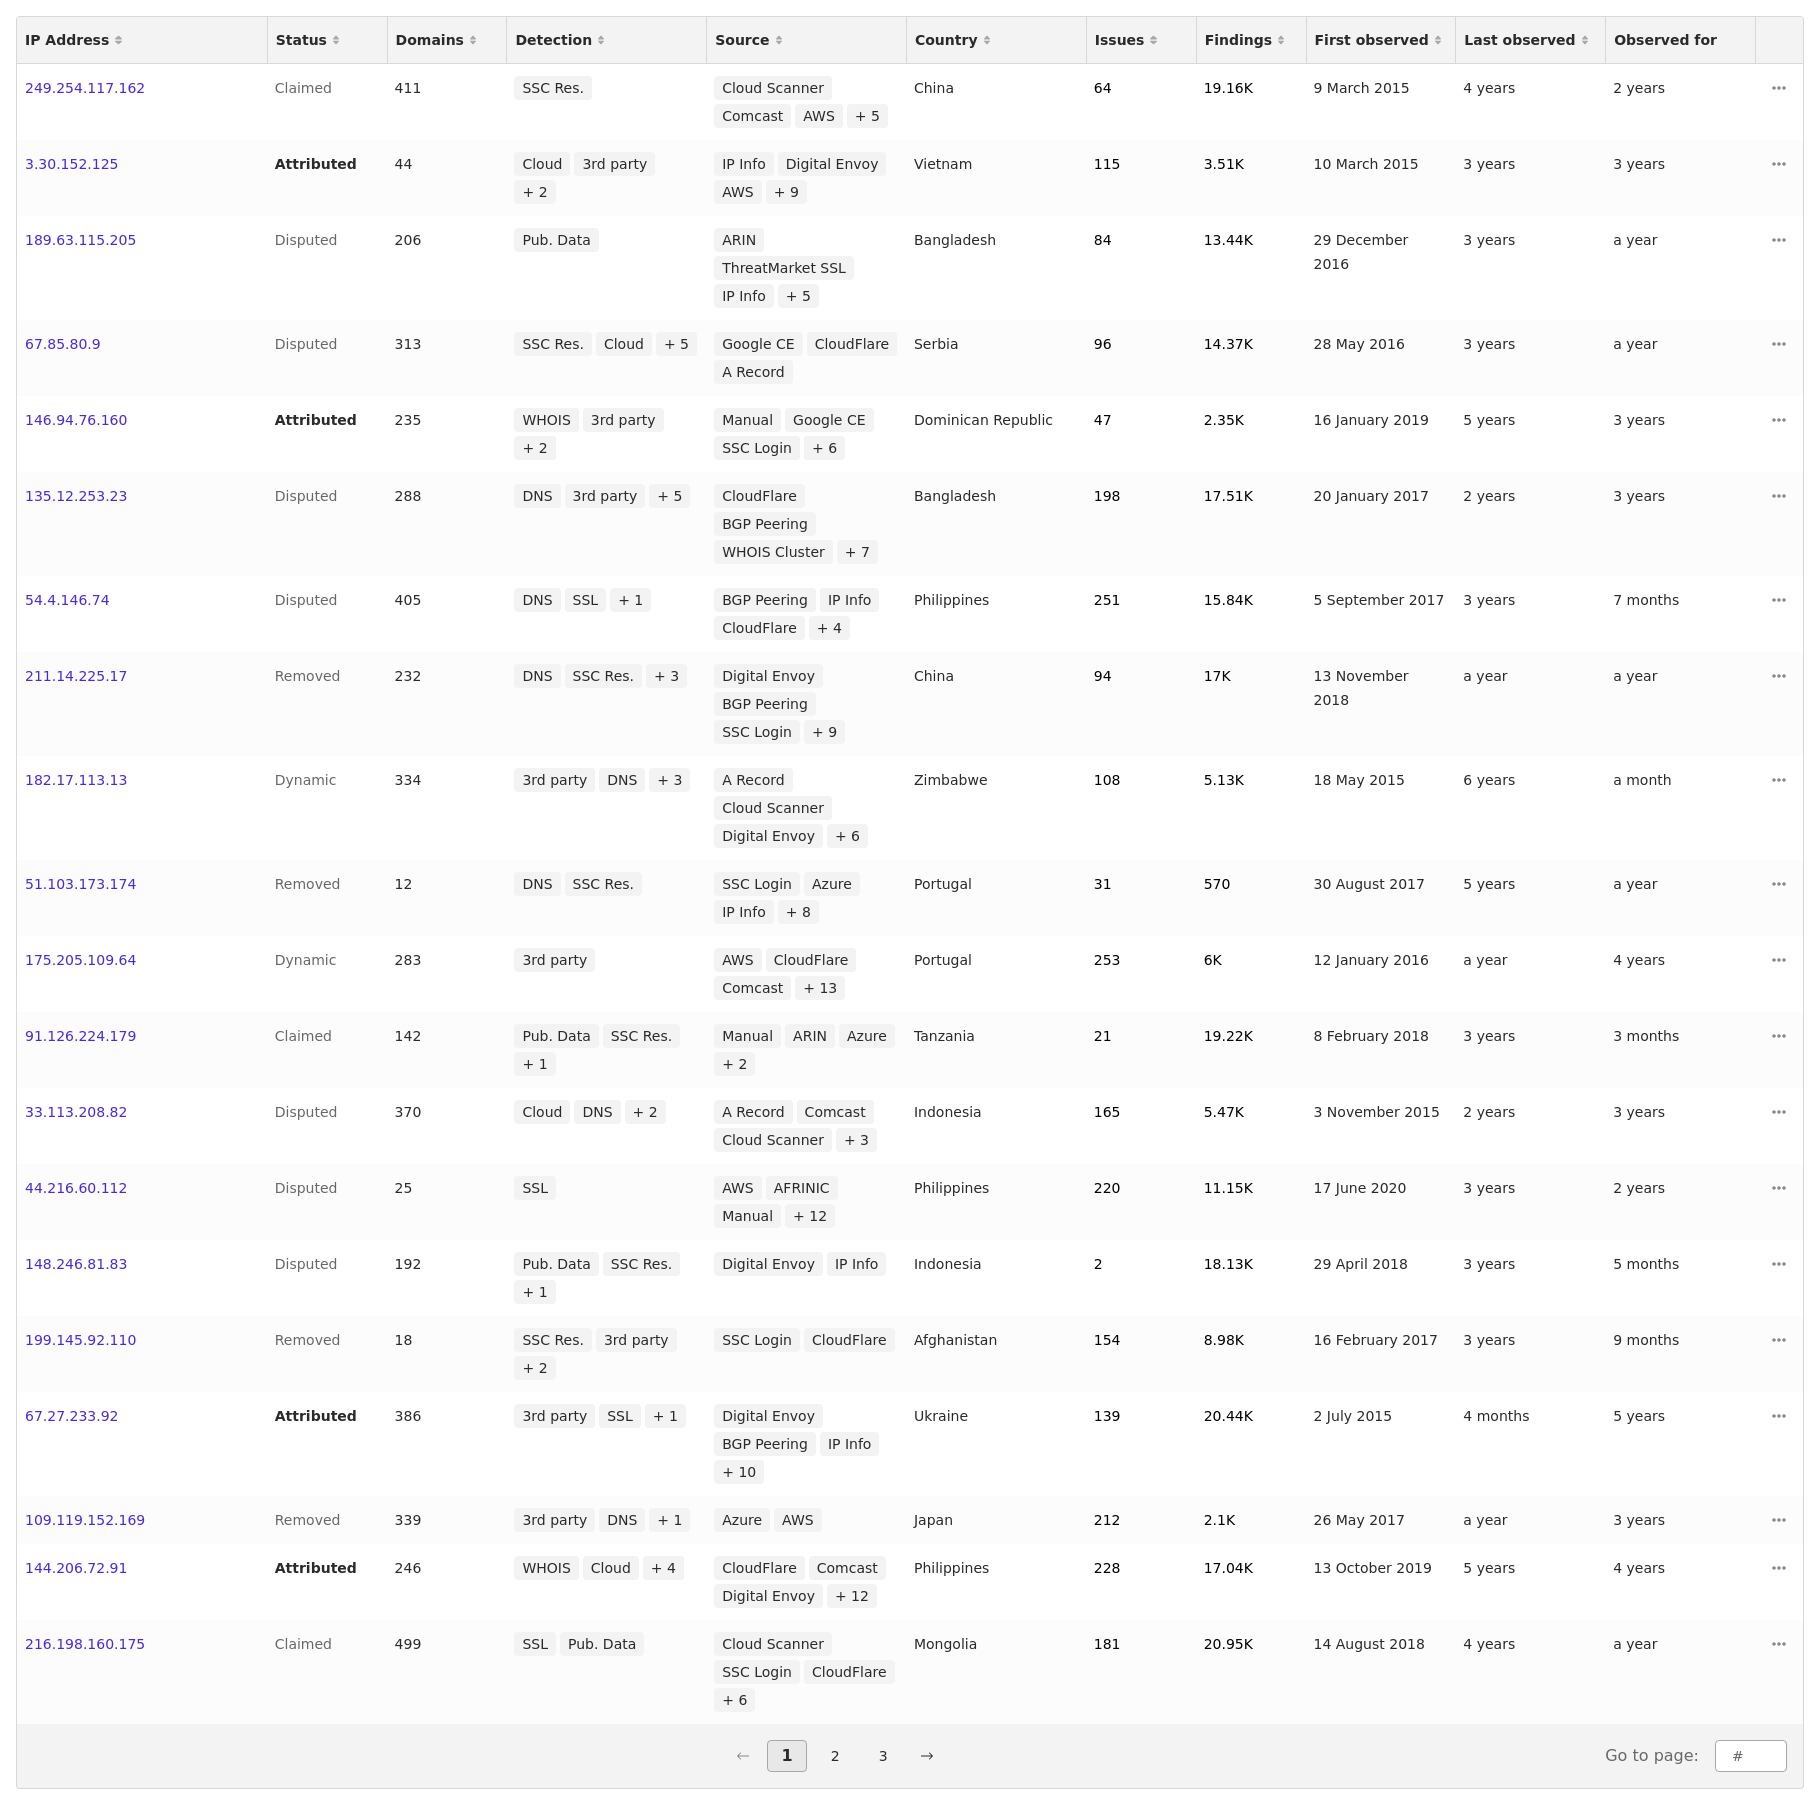 IP Address Status Domains Detection Source Country Issues Findings First observed Last observed Observed for
249.254.117.162 Claimed 411 SSC Res. Cloud Scanner China 64 19.16K 9 March 2015 4 years 2 years
Comcast AWS + 5
3.30.152.125 Attributed 44 Cloud 3rd party IP Info Digital Envoy Vietnam 115 3.51K 10 March 2015 3 years 3 years
+ 2 AWS + 9
189.63.115.205 Disputed 206 Pub. Data ARIN Bangladesh 84 13.44K 29 December 3 years a year
2016
ThreatMarket SSL
IP Info + 5
67.85.80.9 Disputed 313 SSC Res. Cloud + 5 Google CE CloudFlare Serbia 96 14.37K 28 May 2016 3 years a year
A Record
146.94.76.160 Attributed 235 WHOIS 3rd party Manual Google CE Dominican Republic 47 2.35K 16 January 2019 5 years 3 years
+ 2 SSC Login + 6
135.12.253.23 Disputed 288 DNS 3rd party + 5 CloudFlare Bangladesh 198 17.51K 20 January 2017 2 years 3 years
BGP Peering
WHOIS Cluster + 7
54.4.146.74 Disputed 405 DNS SSL + 1 BGP Peering IP Info Philippines 251 15.84K 5 September 2017 3 years 7 months
CloudFlare + 4
211.14.225.17 Removed 232 DNS SSC Res. + 3 Digital Envoy China 94 17K 13 November a year a year
2018
BGP Peering
SSC Login + 9
182.17.113.13 Dynamic 334 3rd party DNS + 3 A Record Zimbabwe 108 5.13K 18 May 2015 6 years a month
Cloud Scanner
Digital Envoy + 6
51.103.173.174 Removed 12 DNS SSC Res. SSC Login Azure Portugal 31 570 30 August 2017 5 years a year
IP Info + 8
175.205.109.64 Dynamic 283 3rd party AWS CloudFlare Portugal 253 6K 12 January 2016 a year 4 years
Comcast + 13
91.126.224.179 Claimed 142 Pub. Data SSC Res. Manual ARIN Azure Tanzania 21 19.22K 8 February 2018 3 years 3 months
+ 1 + 2
33.113.208.82 Disputed 370 Cloud DNS + 2 A Record Comcast Indonesia 165 5.47K 3 November 2015 2 years 3 years
Cloud Scanner + 3
44.216.60.112 Disputed 25 SSL AWS AFRINIC Philippines 220 11.15K 17 June 2020 3 years 2 years
Manual + 12
148.246.81.83 Disputed 192 Pub. Data SSC Res. Digital Envoy IP Info Indonesia 2 18.13K 29 April 2018 3 years 5 months
+ 1
199.145.92.110 Removed 18 SSC Res. 3rd party SSC Login CloudFlare Afghanistan 154 8.98K 16 February 2017 3 years 9 months
+ 2
67.27.233.92 Attributed 386 3rd party SSL + 1 Digital Envoy Ukraine 139 20.44K 2 July 2015 4 months 5 years
BGP Peering IP Info
+ 10
109.119.152.169 Removed 339 3rd party DNS + 1 Azure AWS Japan 212 2.1K 26 May 2017 a year 3 years
144.206.72.91 Attributed 246 WHOIS Cloud + 4 CloudFlare Comcast Philippines 228 17.04K 13 October 2019 5 years 4 years
Digital Envoy + 12
216.198.160.175 Claimed 499 SSL Pub. Data Cloud Scanner Mongolia 181 20.95K 14 August 2018 4 years a year
SSC Login CloudFlare
+ 6
← 1 2 3 → Go to page: #